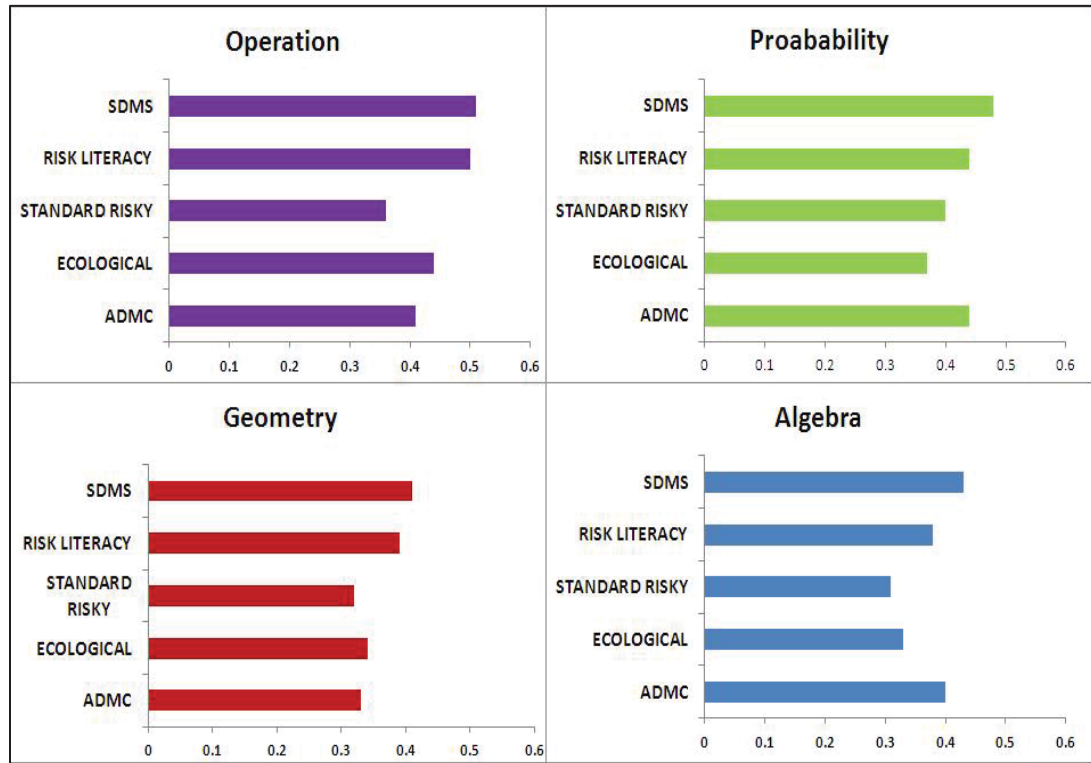 Operation
SDMS
RISK LITERACY
STANDARD RISKY
ECOLOGICAL
ADMC
0 0.1 0.2 0.3 0.4 0.5 0.6
Proabability
SDMS
RISK LITERACY
STANDARD RISKY
ECOLOGICAL
ADMC
0 0.1 0.2 0.3 0.4 0.5 0.6
Geometry
SDMS
RISK LITERACY
STANDARD
RISKY
ECOLOGICAL
ADMC
0 0.1 0.2 0.3 0.4 0.5 0.6
Algebra
SDMS
RISK LITERACY
STANDARD RISKY
ECOLOGICAL
ADMC
0 0.1 0.2 0.3 0.4 0.5 0.6